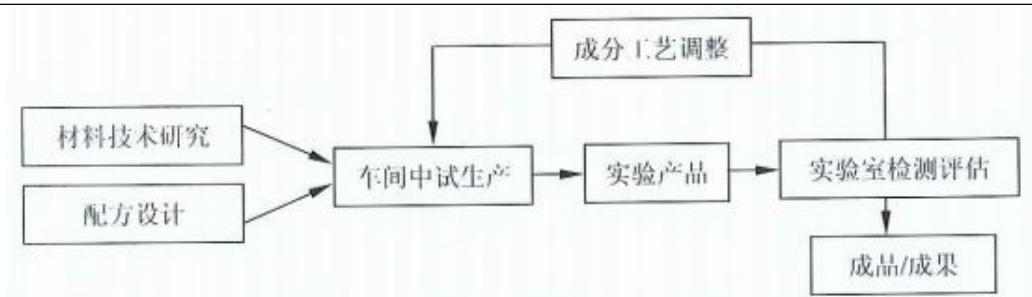 成分工艺调整
材料技术研究
车间中试生产
实验产品
实验室检测评估
配方设计
成品/成果